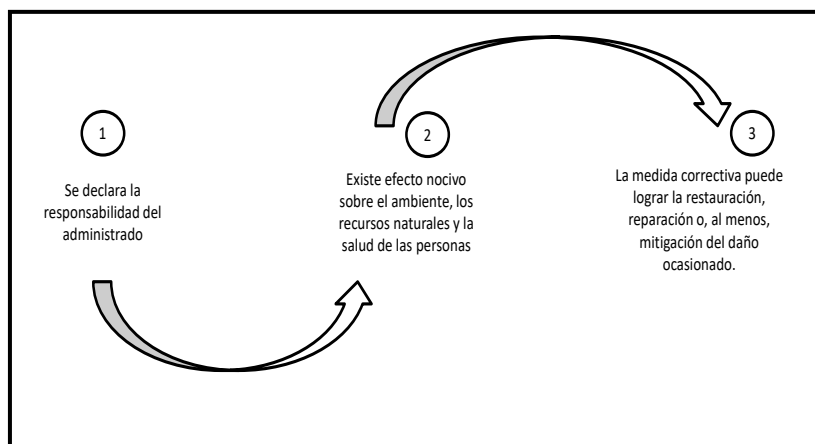 1
Se declara la
responsabilidad del
administrado
2
Existe efecto nocivo
sobre el ambiente, los
recursos naturales y la
salud de las personas
3
La medida correctiva puede
lograr la restauración,
reparación o, al menos,
mitigación del daño
ocasionado.